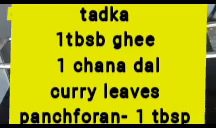 tadka
1tbsb ghee
1 chana dal
curry leaves
panchforan- 1 tbsp